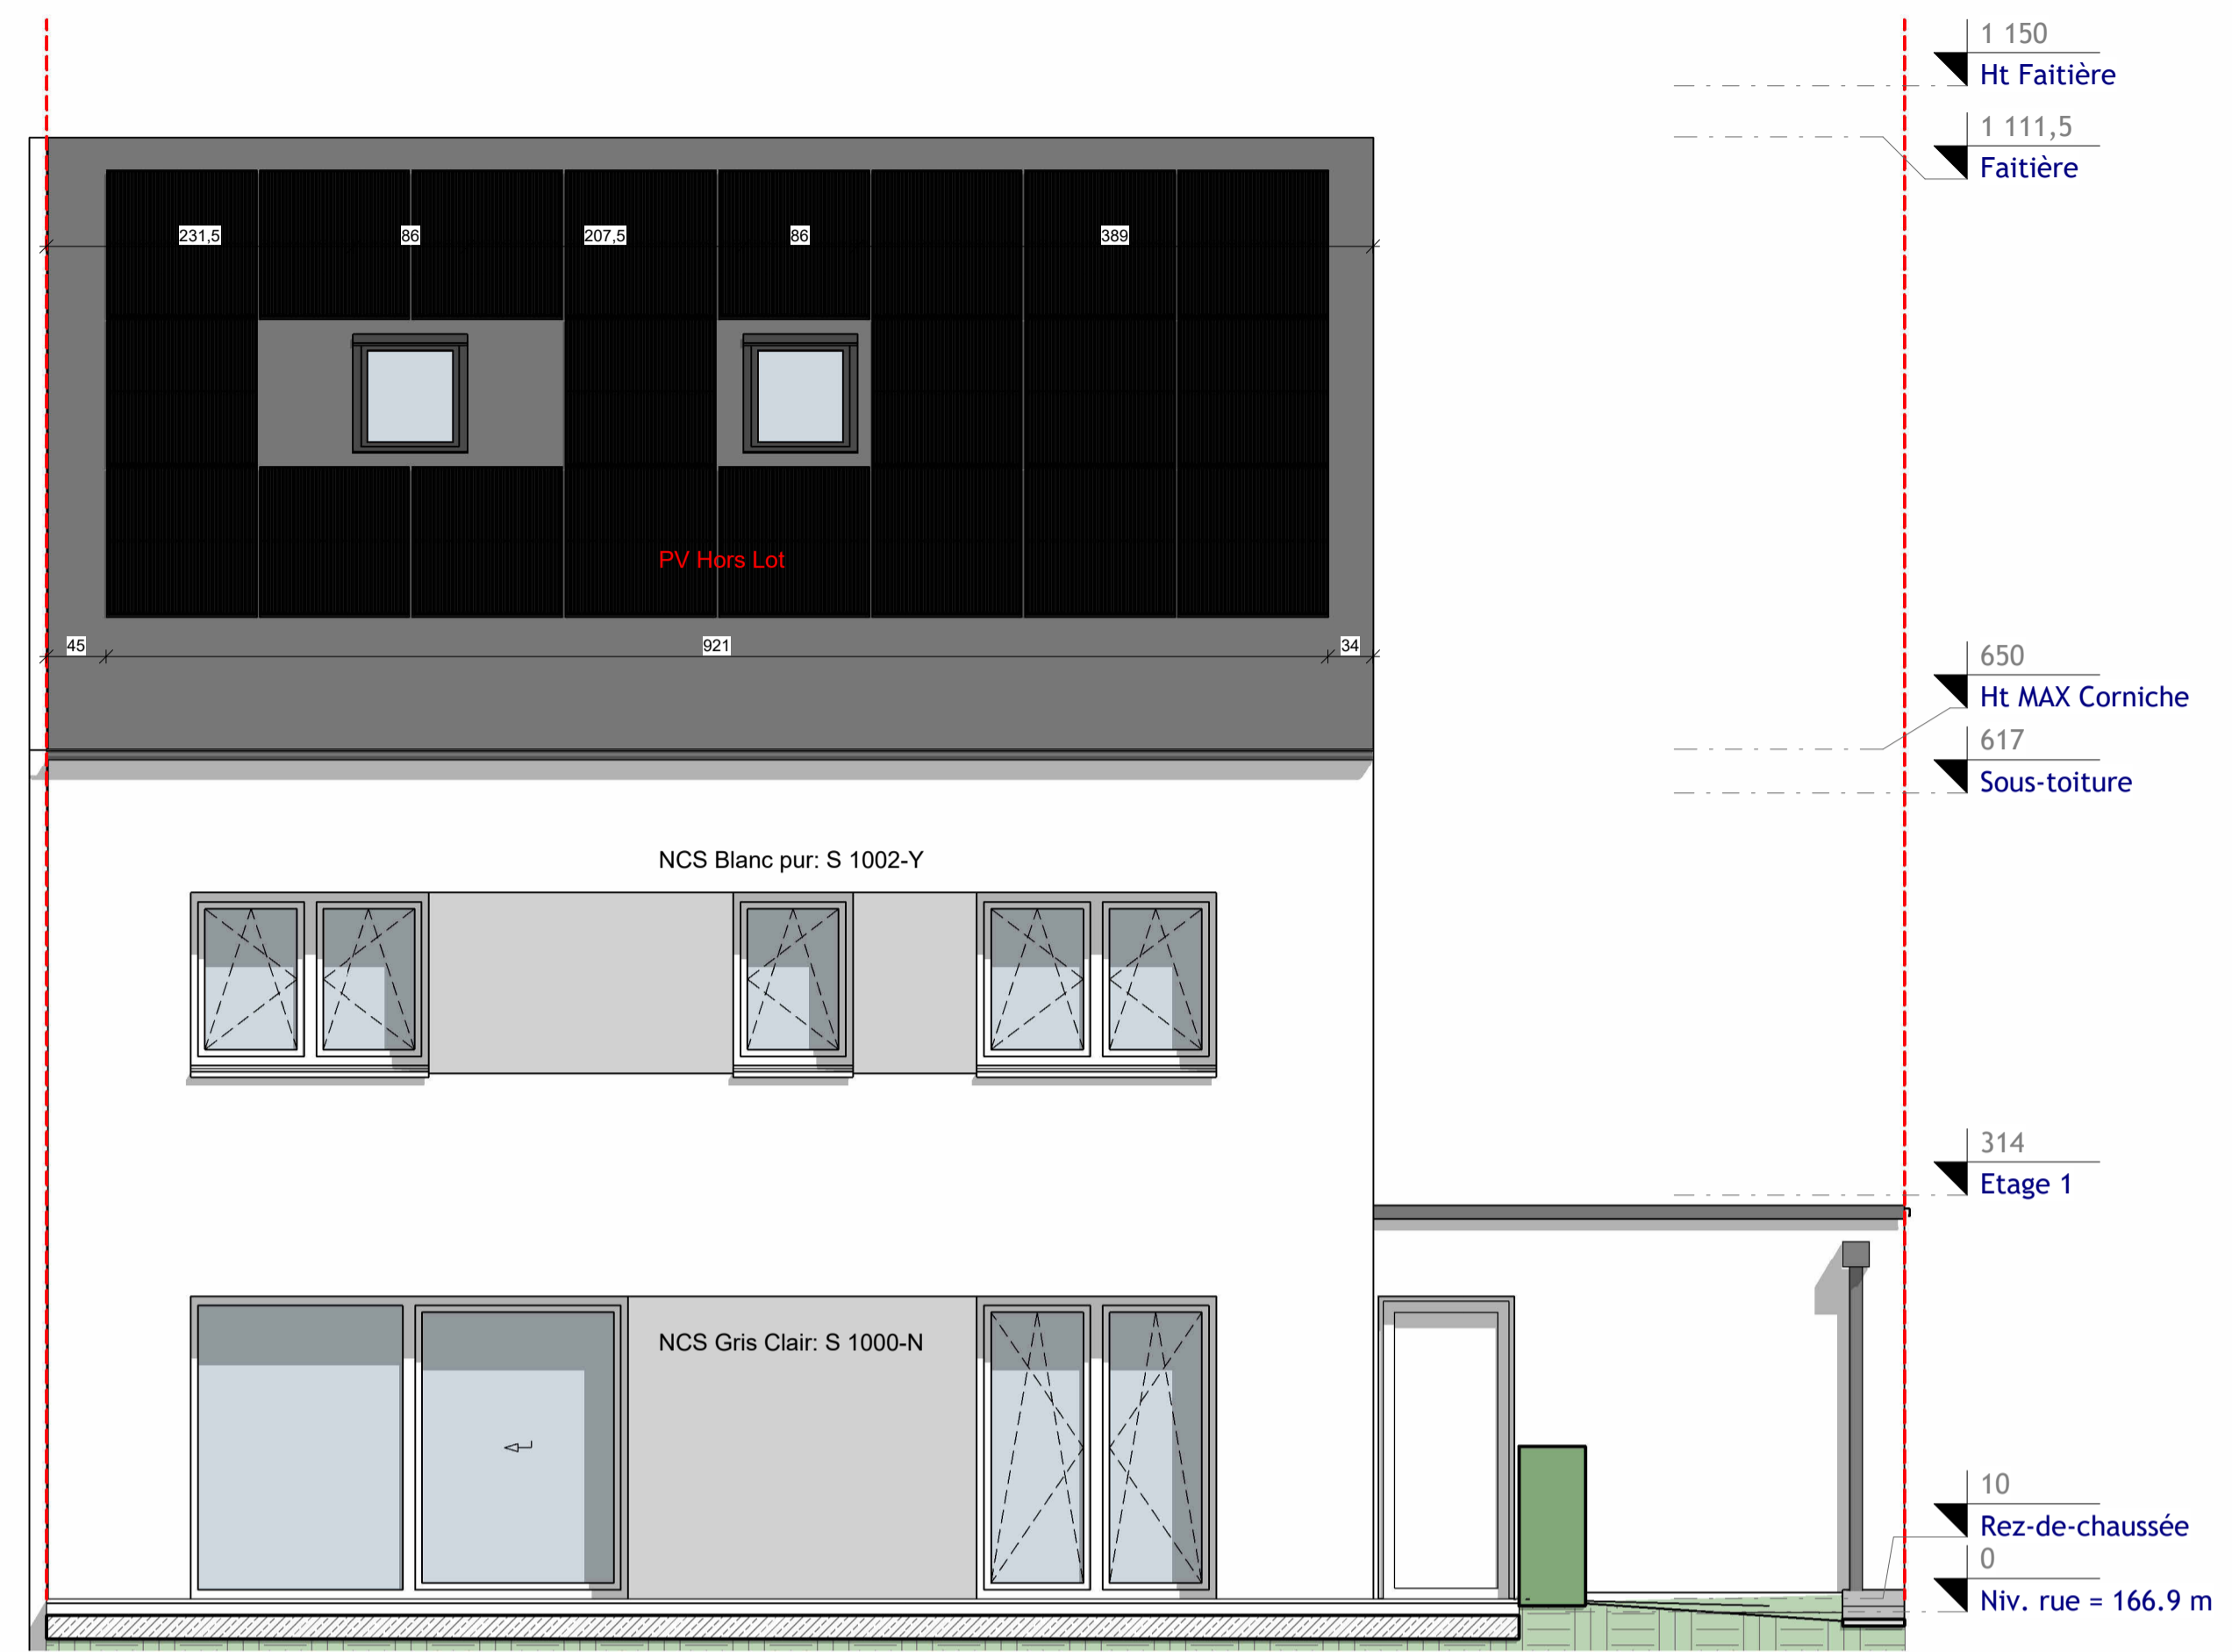 1 150
Ht Faitière
1 111,5
Faitière
231,5 86 207,5 86 389
PV Hors Lot
45 921 34
650
Ht MAX Corniche
617
Sous-toiture
NCS Blanc pur: S 1002-Y
314
Etage 1
NCS Gris Clair: S 1000-N
10
Rez-de-chaussée
0
Niv. rue = 166.9 m